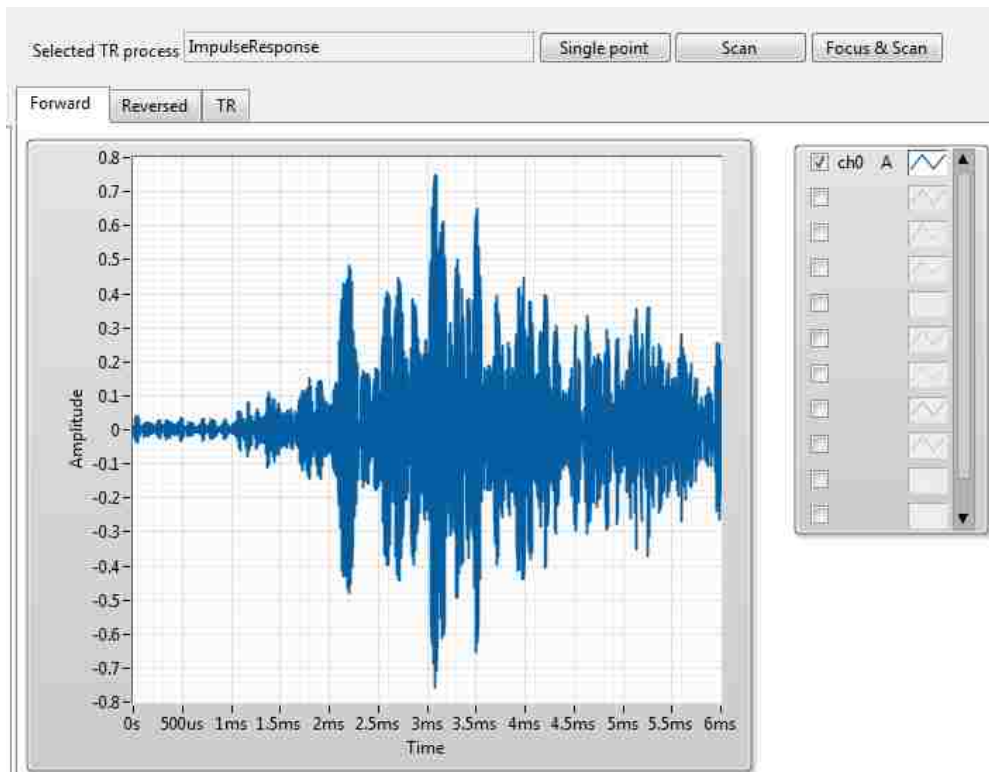 Selected TR process ImpulseResponse Single point Scan Focus & Scan
Forward Reversed TR
0.8
0.7
0.6
0.5
0.4
0.3
0.2
0.1
0
-0.1
-0.2
-0.3
-0.4
-0.5
-0.6
-0.7
-0.8
Amplitude
0s 500us 1ms 1.5ms 2ms 2.5ms 3ms 3.5ms 4ms 4.5ms 5ms 5.5ms 6ms
Time
ch0 A